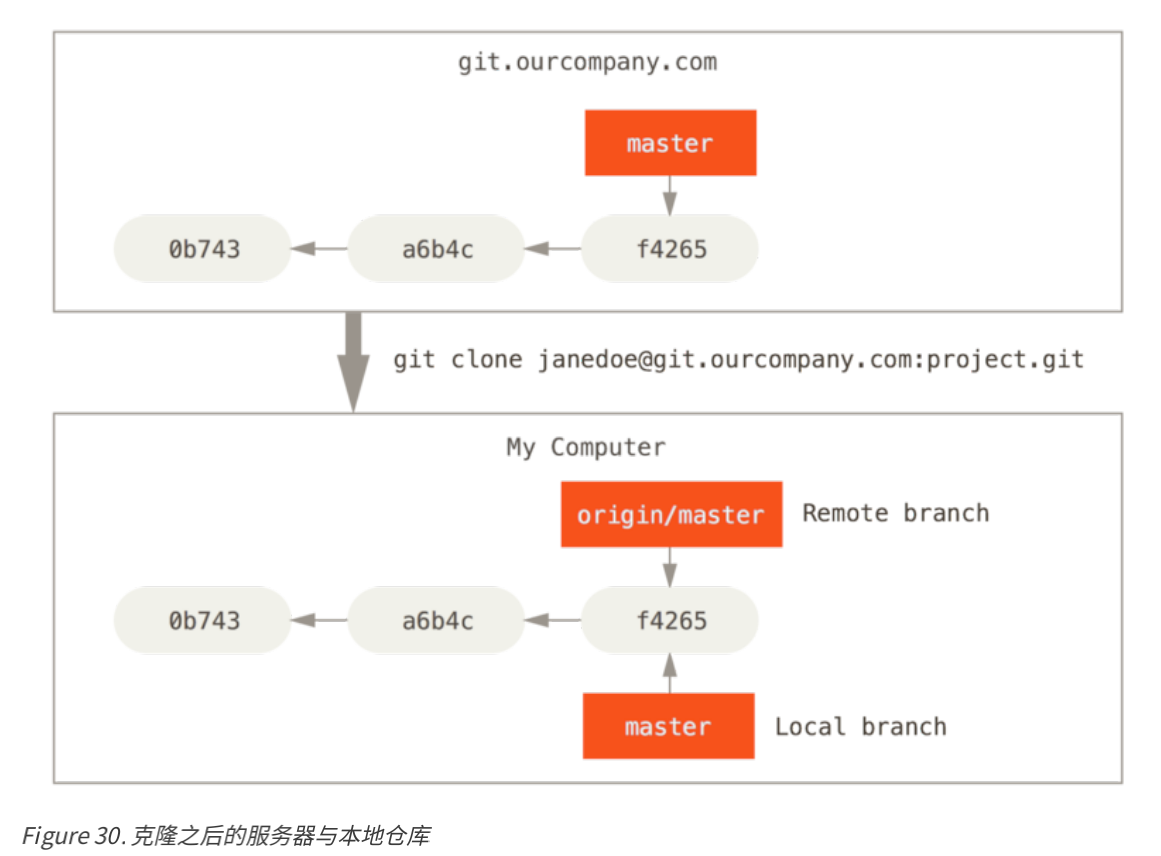 git.ourcompany.com
master
0b743 a6b4c f4265
git clone janedoe@git.ourcompany.com:project.git
My Computer
origin/master Remote branch
0b743 a6b4c f4265
master Local branch
Figure 30. 克隆之后的服务器与本地仓库